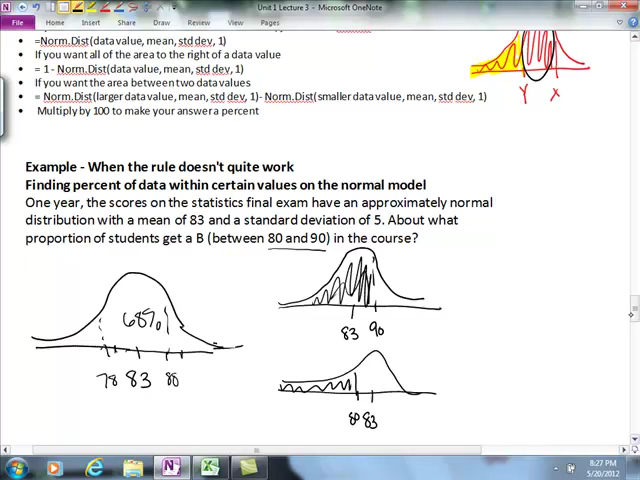 Unit 1 Lecture 3 - Microsoft OneNote
File Home Insert Share Draw Review View
=Norm.Dist(data value, mean, std dev, 1)
If you want all of the area to the right of a data value
= 1 - Norm.Dist(data value, mean, std dev, 1)
If you want the area between two data values
= Norm.Dist(larger data value, mean, std dev, 1)- Norm.Dist(smaller data value, mean, std dev, 1)
Multiply by 100 to make your answer a percent
Y X
Example - When the rule doesn't quite work
Finding percent of data within certain values on the normal model
One year, the scores on the statistics final exam have an approximately normal
distribution with a mean of 83 and a standard deviation of 5. About what
proportion of students get a B (between 80 and 90) in the course?
68%
78 83 88
83 90
80 83
8:27 PM
5/20/2012